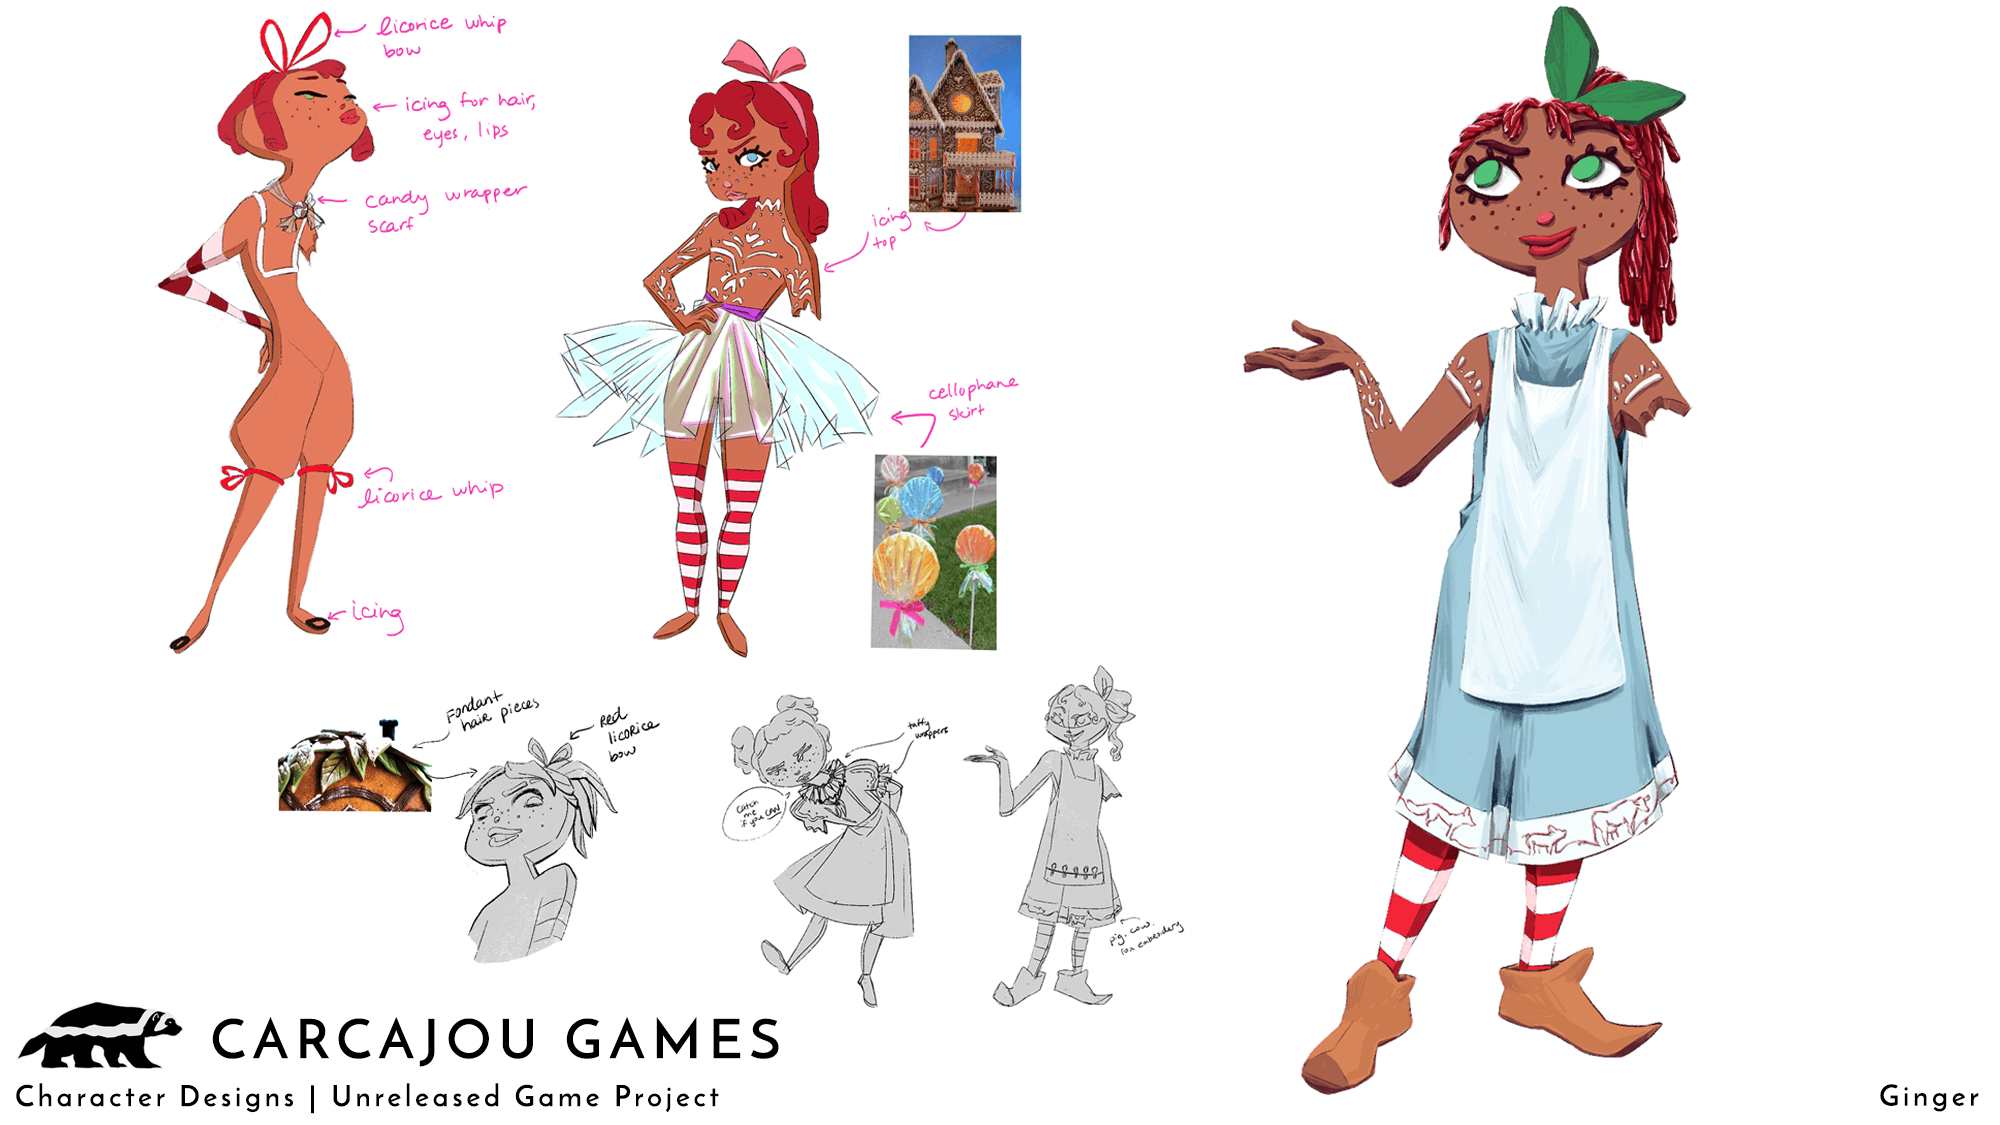 licorice whip
bow
icing for hair,
eyes, lips
candy wrapper
scarf
licorice whip
icing
icing
top
cellophane
skirt
Fondant
hair pieces
Red
licorice
bow
taffy
wrappers
catch
me
if you CAN
pig, cow,
fox embroidery
CARCAJOU GAMES
Character Designs | Unreleased Game Project
Ginger